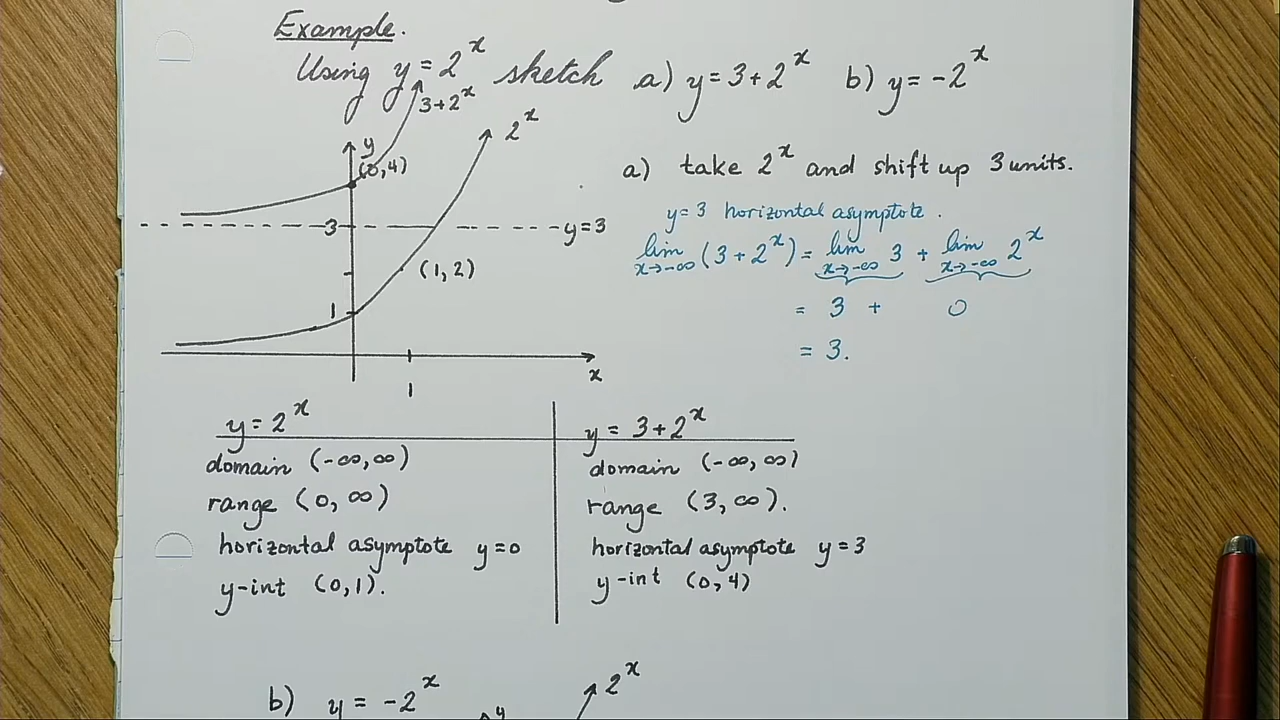 Example.
Using y = 2^x sketch a) y = 3 + 2^x b) y = -2^x
3+2^x
2^x
y
(0,4)
3
y=3
(1,2)
1
x
1
a) take 2^x and shift up 3 units.
y=3 horizontal asymptote.
lim x→-∞ (3 + 2^x) = lim x→-∞ 3 + lim x→-∞ 2^x
= 3 + 0
= 3.
y = 2^x
domain (-∞,∞)
range (0, ∞)
horizontal asymptote y=0
y-int (0,1).
y = 3+2^x
domain (-∞, ∞)
range (3, ∞).
horizontal asymptote y=3
y-int (0,4)
b) y = -2^x
y
2^x